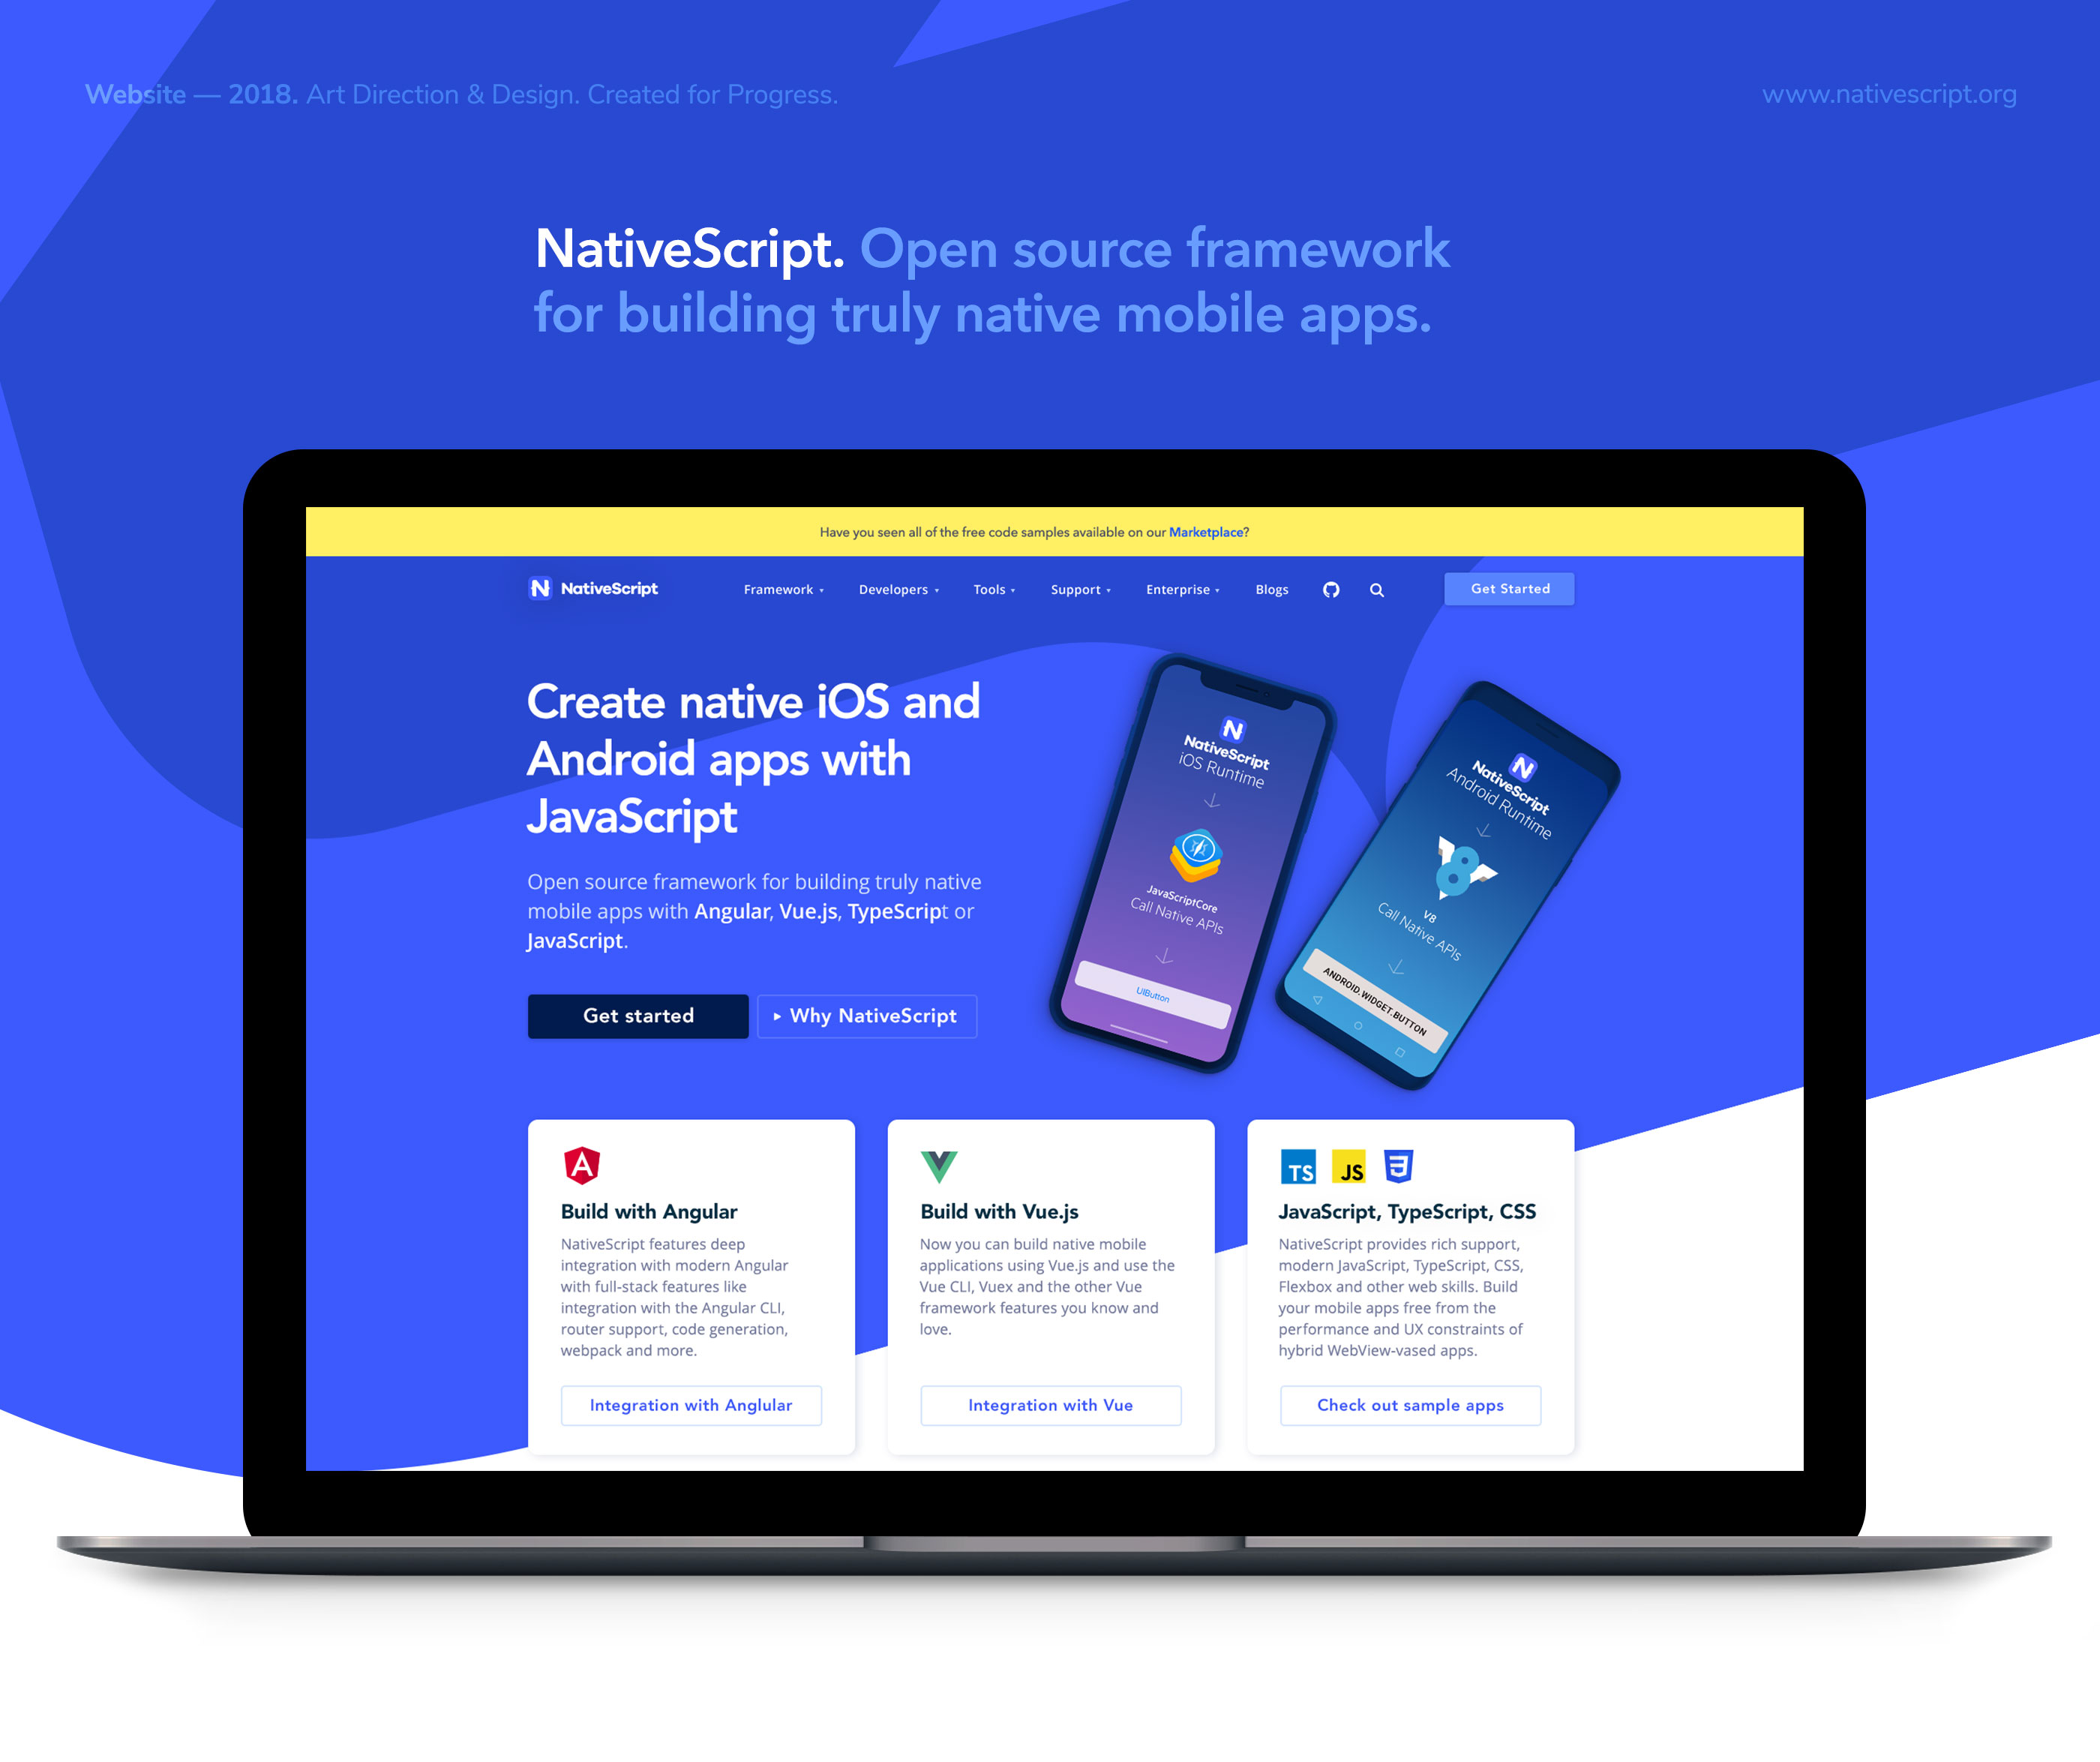 Website — 2018. Art Direction & Design. Created for Progress.
www.nativescript.org
NativeScript. Open source framework
for building truly native mobile apps.
Have you seen all of the free code samples available on our Marketplace?
N NativeScript
Framework
Developers
Tools
Support
Enterprise
Blogs
Get Started
Create native iOS and
Android apps with
JavaScript
Open source framework for building truly native
mobile apps with Angular, Vue.js, TypeScript or
JavaScript.
Get started
Why NativeScript
N
NativeScript
iOS Runtime
JavaScriptCore
Call Native APIs
UIButton
N
NativeScript
Android Runtime
8
V8
Call Native APIs
ANDROID.WIDGET.BUTTON
A
Build with Angular
NativeScript features deep
integration with modern Angular
with full-stack features like
integration with the Angular CLI,
router support, code generation,
webpack and more.
Integration with Anglular
Build with Vue.js
Now you can build native mobile
applications using Vue.js and use the
Vue CLI, Vuex and the other Vue
framework features you know and
love.
Integration with Vue
TS JS 3
JavaScript, TypeScript, CSS
NativeScript provides rich support,
modern JavaScript, TypeScript, CSS,
Flexbox and other web skills. Build
your mobile apps free from the
performance and UX constraints of
hybrid WebView-vased apps.
Check out sample apps